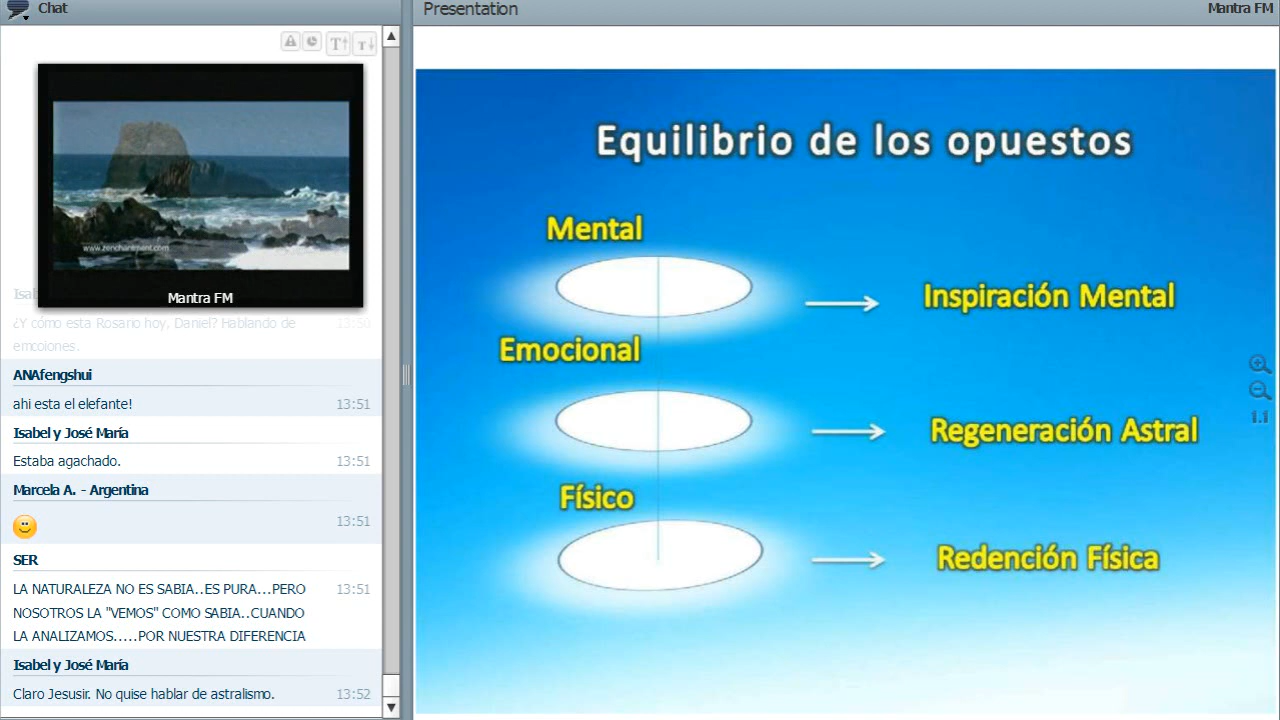 Chat
www.zenchantment.com
Mantra FM
¿Y cómo esta Rosario hoy, Daniel? Hablando de 13:50
emcoiones.
ANAfengshui
ahi esta el elefante! 13:51
Isabel y José María
Estaba agachado. 13:51
Marcela A. - Argentina
13:51
SER
LA NATURALEZA NO ES SABIA..ES PURA...PERO 13:51
NOSOTROS LA "VEMOS" COMO SABIA..CUANDO
LA ANALIZAMOS.....POR NUESTRA DIFERENCIA
Isabel y José María
Claro Jesusir. No quise hablar de astralismo. 13:52
Presentation
Mantra FM
Equilibrio de los opuestos
Mental
Inspiración Mental
Emocional
Regeneración Astral
Físico
Redención Física
1.1